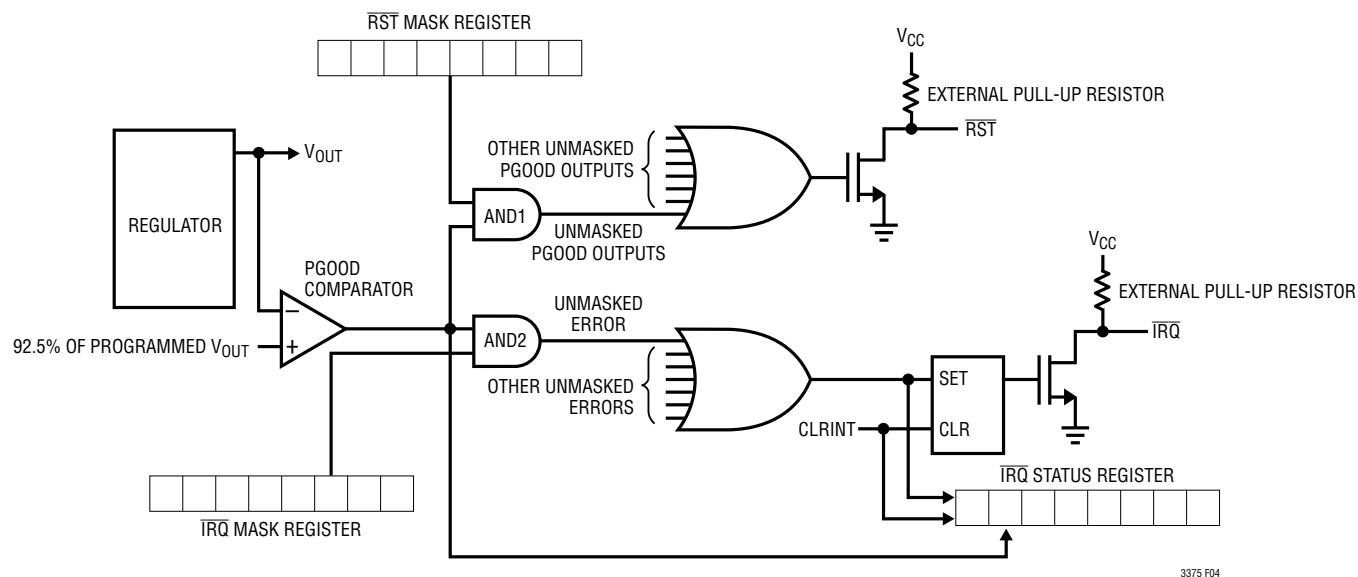 RST MASK REGISTER
VCC
EXTERNAL PULL-UP RESISTOR
RST
REGULATOR
VOUT
OTHER UNMASKED
PGOOD OUTPUTS
AND1
UNMASKED
PGOOD OUTPUTS
PGOOD
COMPARATOR
VCC
EXTERNAL PULL-UP RESISTOR
IRQ
92.5% OF PROGRAMMED VOUT
−
+
AND2
UNMASKED
ERROR
OTHER UNMASKED
ERRORS
SET
CLRINT
CLR
IRQ STATUS REGISTER
IRQ MASK REGISTER
3375 F04